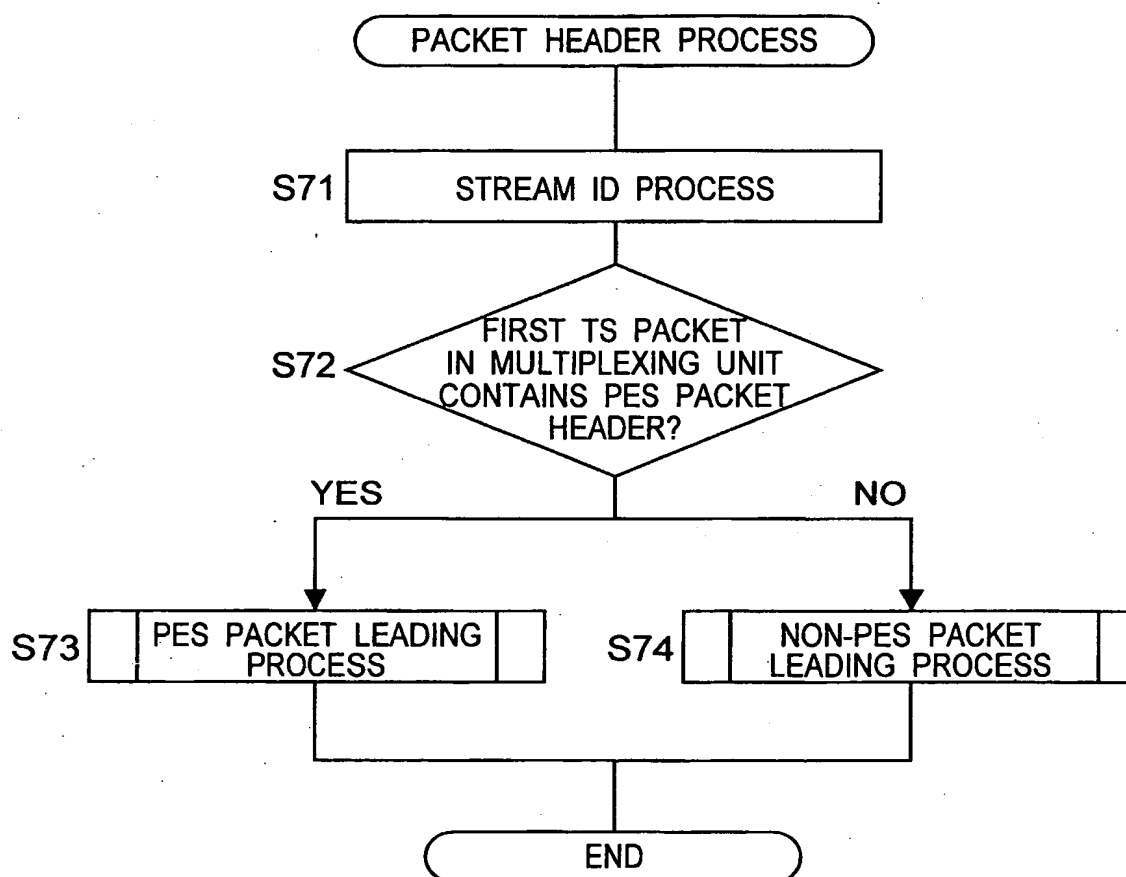 PACKET HEADER PROCESS
S71
STREAM ID PROCESS
S72
FIRST TS PACKET
IN MULTIPLEXING UNIT
CONTAINS PES PACKET
HEADER?
YES
NO
S73
PES PACKET LEADING
PROCESS
S74
NON-PES PACKET
LEADING PROCESS
END